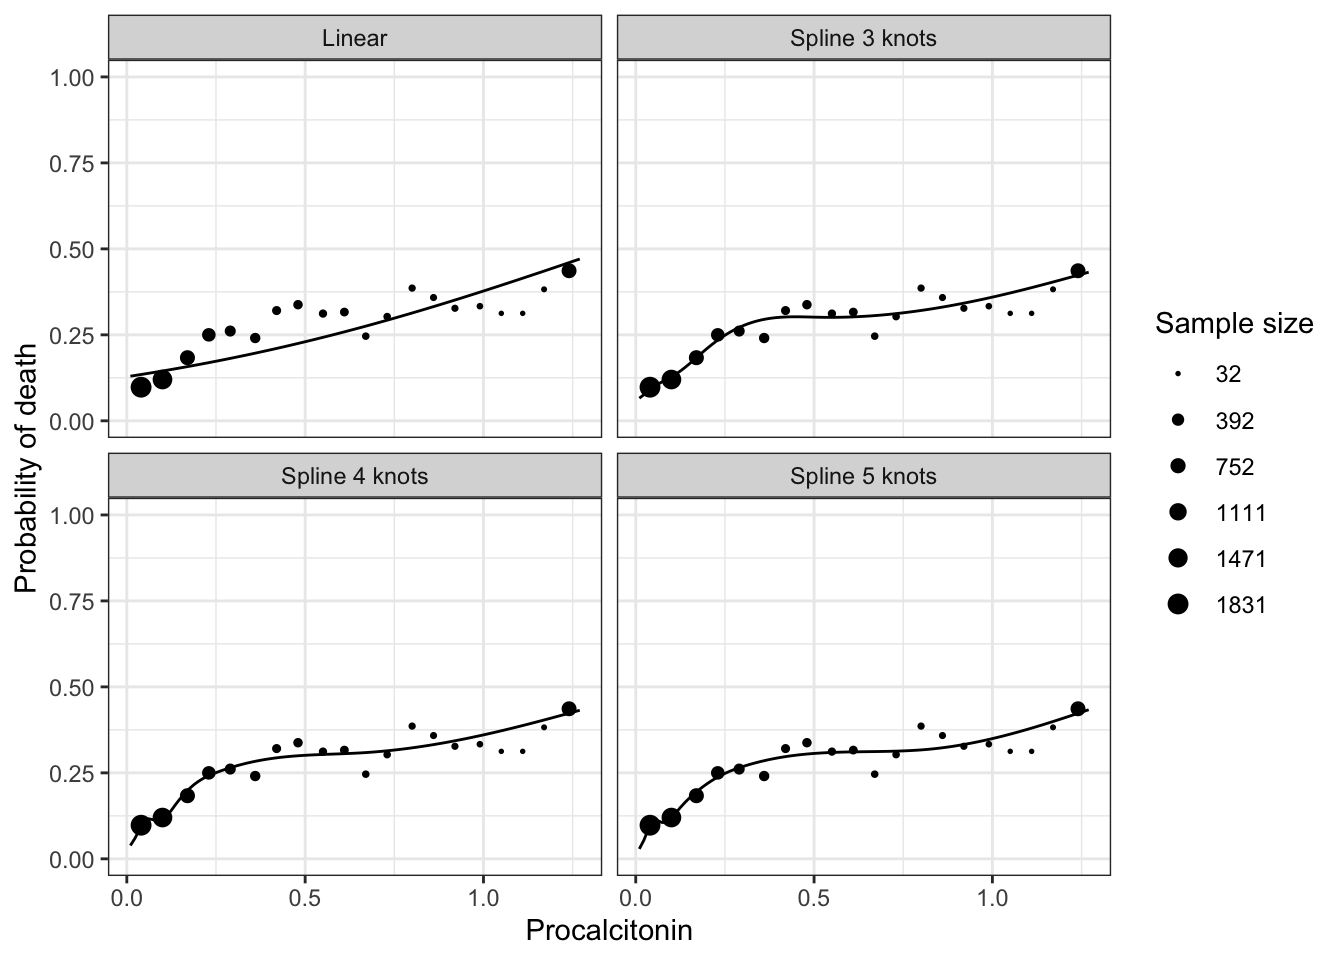 Linear
Spline 3 knots
1.00
0.75
0.50
0.25
0.00
Spline 4 knots
Spline 5 knots
1.00
0.75
0.50
0.25
0.00
0.0 0.5 1.0
0.0 0.5 1.0
Procalcitonin
Probability of death
Sample size
32
392
752
1111
1471
1831